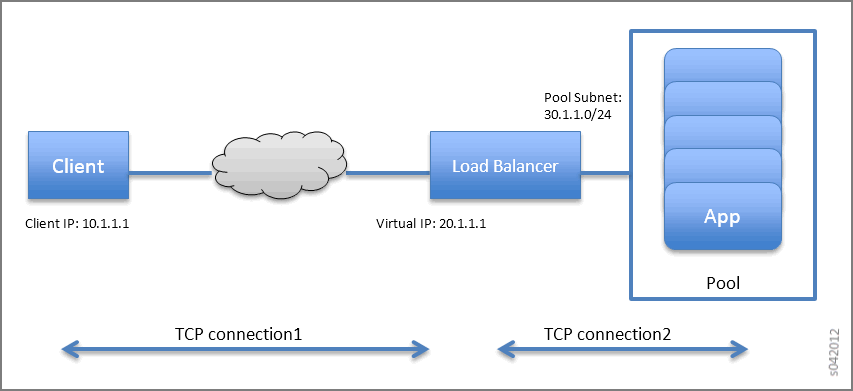 Pool Subnet:
30.1.1.0/24
Client
Load Balancer
App
Client IP: 10.1.1.1
Virtual IP: 20.1.1.1
Pool
TCP connection1
TCP connection2
s042012